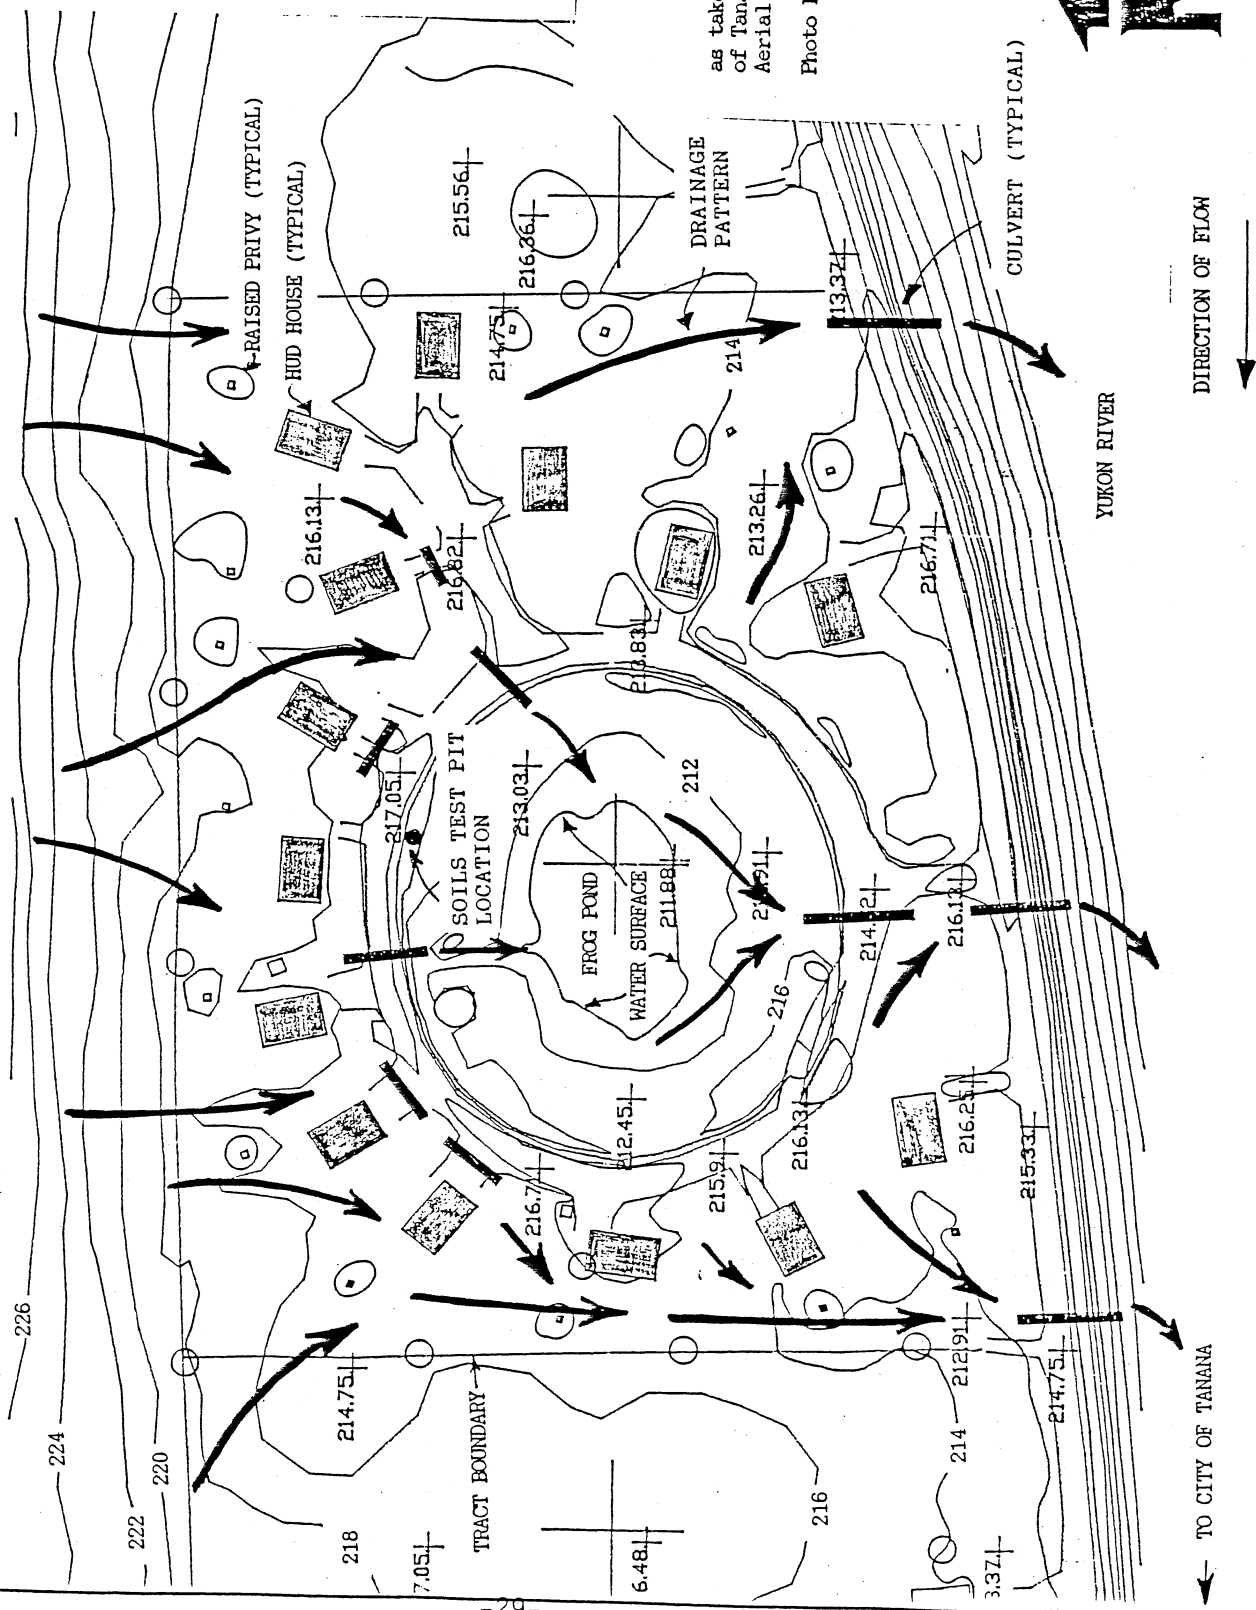 as take
of Tana
Aerial
Photo
RAISED PRIVY (TYPICAL)
HUD HOUSE (TYPICAL)
215.56
216.36
214.75
DRAINAGE
PATTERN
CULVERT (TYPICAL)
213.37
214
DIRECTION OF FLOW
YUKON RIVER
216.13
216.82
213.26
216.71
213.83
217.05
SOILS TEST PIT
LOCATION
213.03
212
FROG POND
WATER SURFACE
211.88
216.13
216
212.45
216.13
216.25
215.9
215.33
216.7
226
224
222
220
218
214.75
TRACT BOUNDARY
212.91
214.75
214
216
7.05
6.48
3.37
TO CITY OF TANANA
-29-